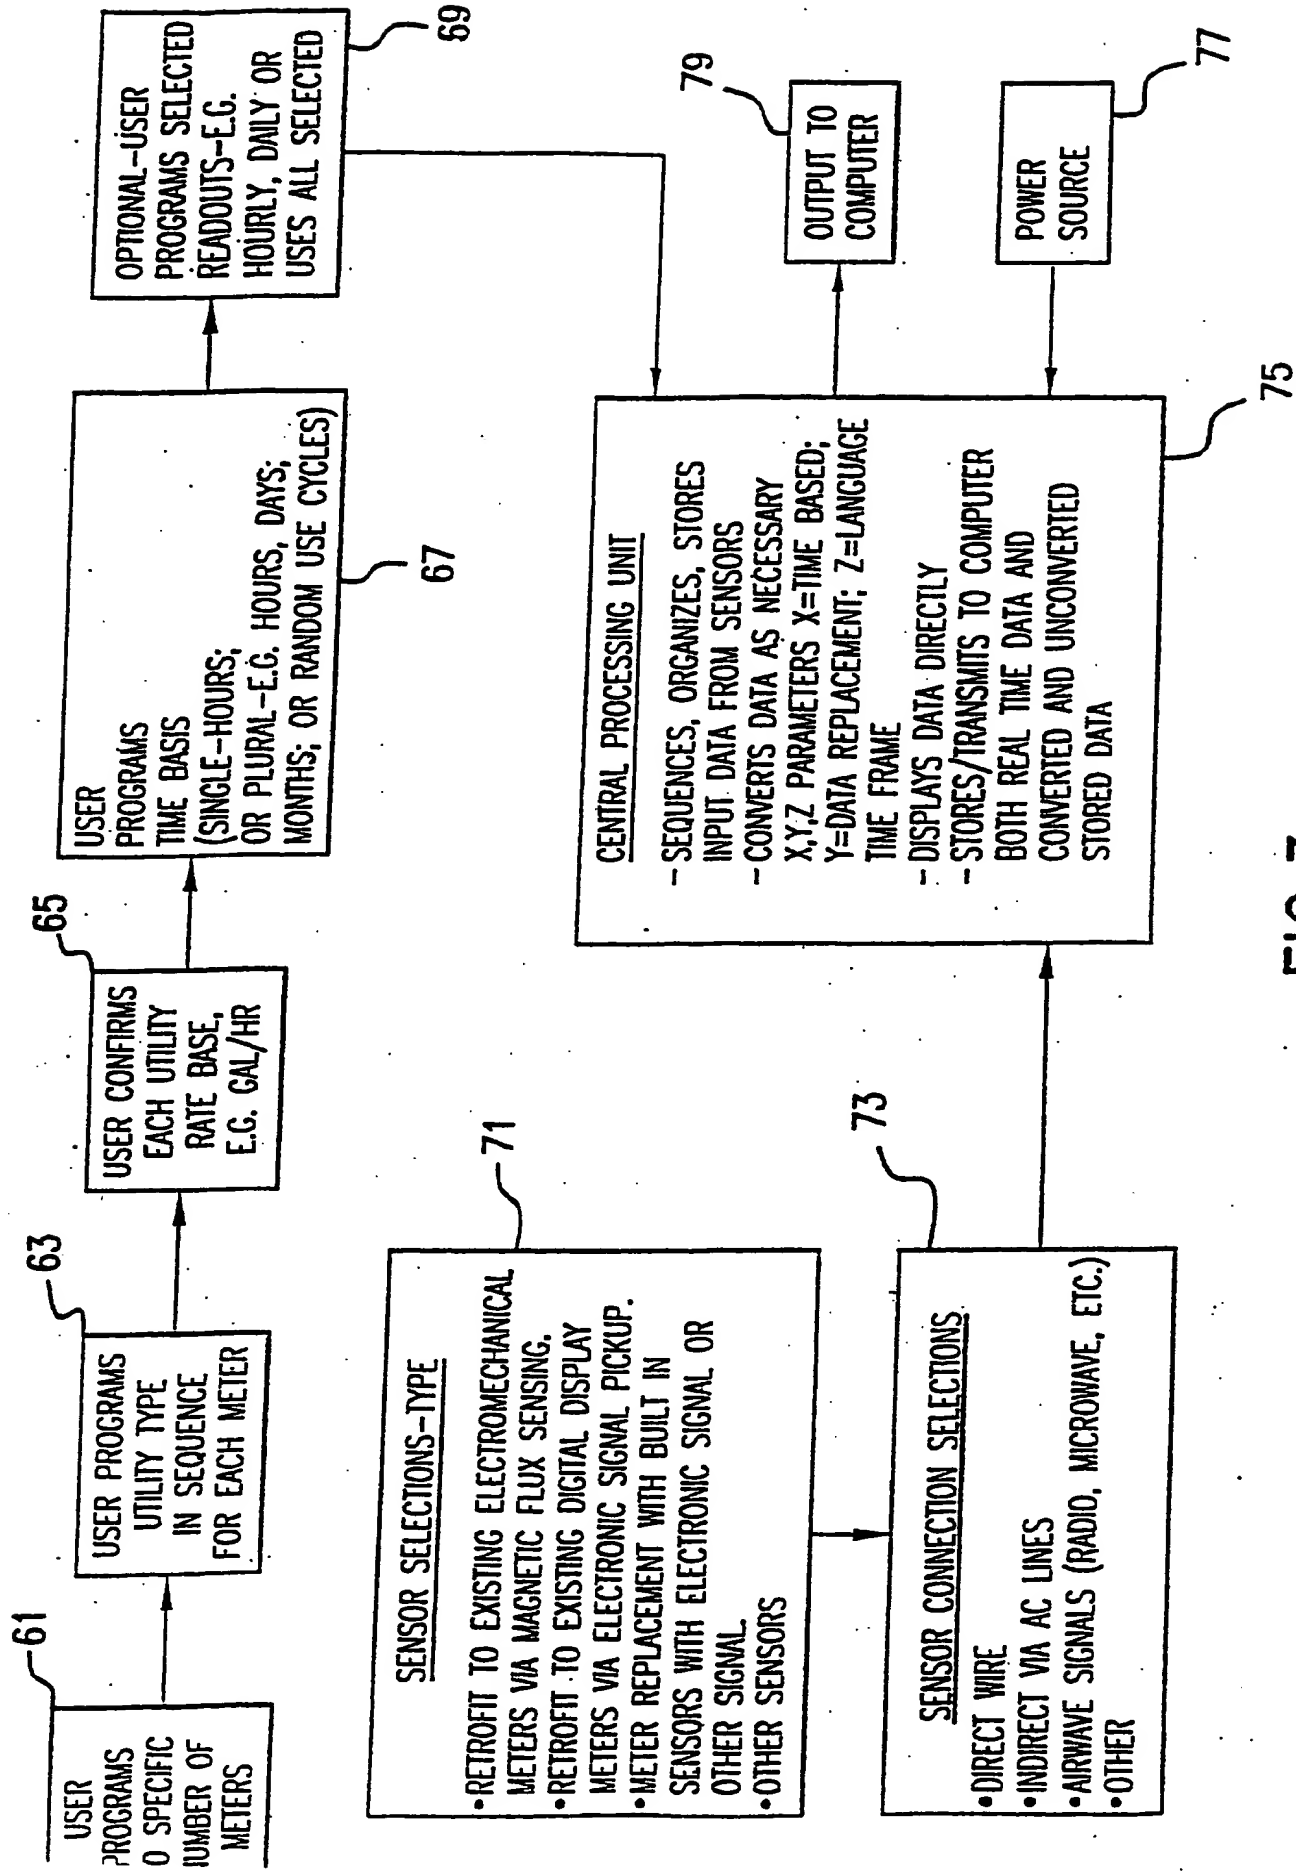 61
USER
PROGRAMS
O SPECIFIC
NUMBER OF
METERS
63
USER PROGRAMS
UTILITY TYPE
IN SEQUENCE
FOR EACH METER
65
USER CONFIRMS
EACH UTILITY
RATE BASE,
E.G. GAL/HR
USER
PROGRAMS
TIME BASIS
(SINGLE-HOURS;
OR PLURAL-E.G. HOURS, DAYS;
MONTHS; OR RANDOM USE CYCLES)
67
OPTIONAL-USER
PROGRAMS SELECTED
READOUTS-E.G.
HOURLY, DAILY OR
USES ALL SELECTED
69
71
SENSOR SELECTIONS-TYPE
•RETROFIT TO EXISTING ELECTROMECHANICAL
METERS VIA MAGNETIC FLUX SENSING.
•RETROFIT TO EXISTING DIGITAL DISPLAY
METERS VIA ELECTRONIC SIGNAL PICKUP.
•METER REPLACEMENT WITH BUILT IN
SENSORS WITH ELECTRONIC SIGNAL OR
OTHER SIGNAL.
•OTHER SENSORS
73
SENSOR CONNECTION SELECTIONS
•DIRECT WIRE
•INDIRECT VIA AC LINES
•AIRWAVE SIGNALS (RADIO, MICROWAVE, ETC.)
•OTHER
CENTRAL PROCESSING UNIT
-SEQUENCES, ORGANIZES, STORES
INPUT DATA FROM SENSORS
-CONVERTS DATA AS NECESSARY
X,Y,Z PARAMETERS X=TIME BASED;
Y=DATA REPLACEMENT; Z=LANGUAGE
TIME FRAME
-DISPLAYS DATA DIRECTLY
-STORES/TRANSMITS TO COMPUTER
BOTH REAL TIME DATA AND
CONVERTED AND UNCONVERTED
STORED DATA
75
79
OUTPUT TO
COMPUTER
POWER
SOURCE
77